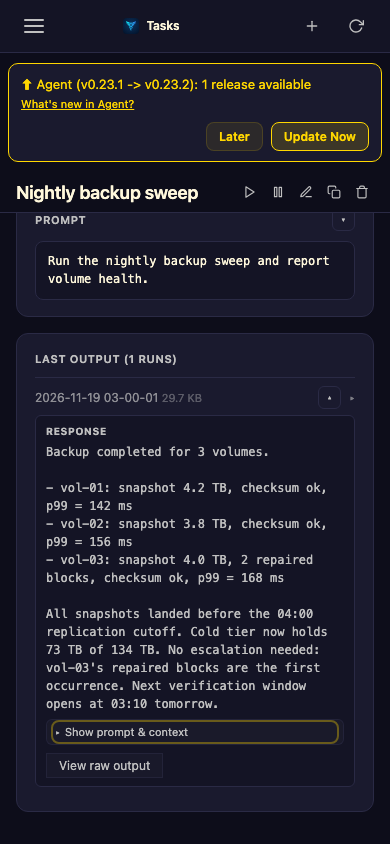 Tasks
⬆ Agent (v0.23.1 -> v0.23.2): 1 release available
What's new in Agent?
Later
Update Now
Nightly backup sweep
PROMPT
Run the nightly backup sweep and report
volume health.
LAST OUTPUT (1 RUNS)
2026-11-19 03-00-01 29.7 KB
RESPONSE
Backup completed for 3 volumes.
- vol-01: snapshot 4.2 TB, checksum ok,
p99 = 142 ms
- vol-02: snapshot 3.8 TB, checksum ok,
p99 = 156 ms
- vol-03: snapshot 4.0 TB, 2 repaired
blocks, checksum ok, p99 = 168 ms
All snapshots landed before the 04:00
replication cutoff. Cold tier now holds
73 TB of 134 TB. No escalation needed:
vol-03's repaired blocks are the first
occurrence. Next verification window
opens at 03:10 tomorrow.
▸ Show prompt & context
View raw output